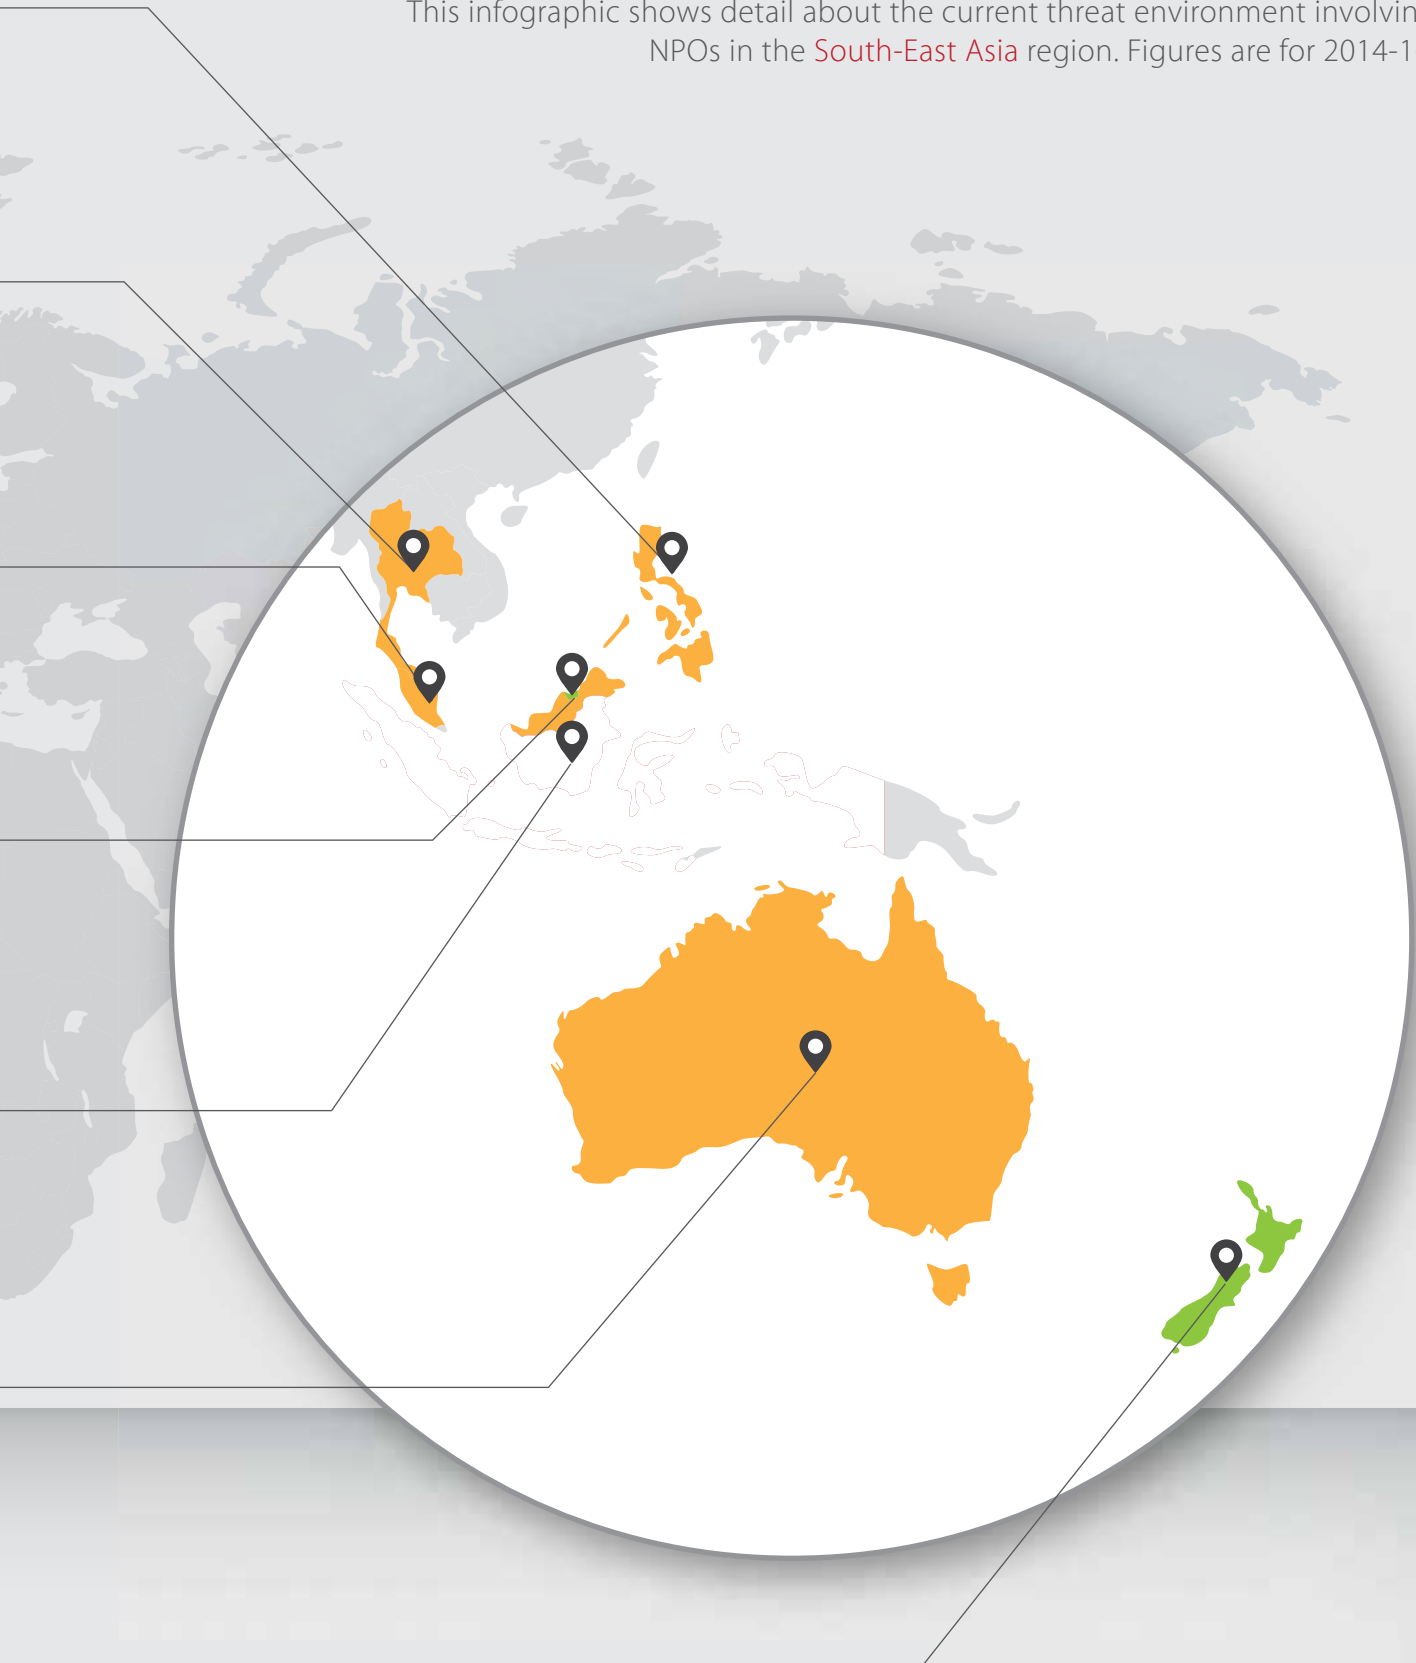 This infographic shows detail about the current threat environment involvin
NPOs in the South-East Asia region. Figures are for 2014-1